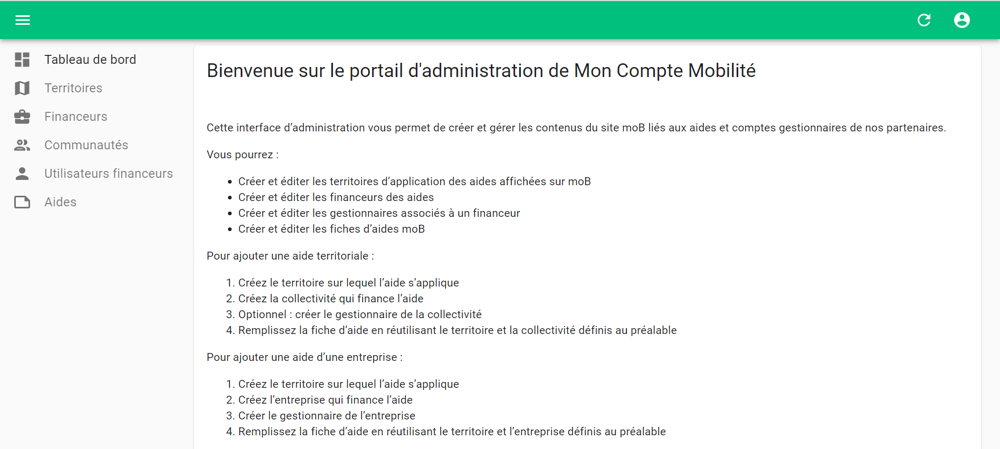 Tableau de bord
Territoires
Financeurs
Communautés
Utilisateurs financeurs
Aides
Bienvenue sur le portail d'administration de Mon Compte Mobilité
Cette interface d’administration vous permet de créer et gérer les contenus du site moB liés aux aides et comptes gestionnaires de nos partenaires.
Vous pourrez :
• Créer et éditer les territoires d’application des aides affichées sur moB
• Créer et éditer les financeurs des aides
• Créer et éditer les gestionnaires associés à un financeur
• Créer et éditer les fiches d’aides moB
Pour ajouter une aide territoriale :
1. Créez le territoire sur lequel l’aide s’applique
2. Créez la collectivité qui finance l’aide
3. Optionnel : créer le gestionnaire de la collectivité
4. Remplissez la fiche d’aide en réutilisant le territoire et la collectivité définis au préalable
Pour ajouter une aide d’une entreprise :
1. Créez le territoire sur lequel l’aide s’applique
2. Créez l’entreprise qui finance l’aide
3. Créer le gestionnaire de l’entreprise
4. Remplissez la fiche d’aide en réutilisant le territoire et l’entreprise définis au préalable